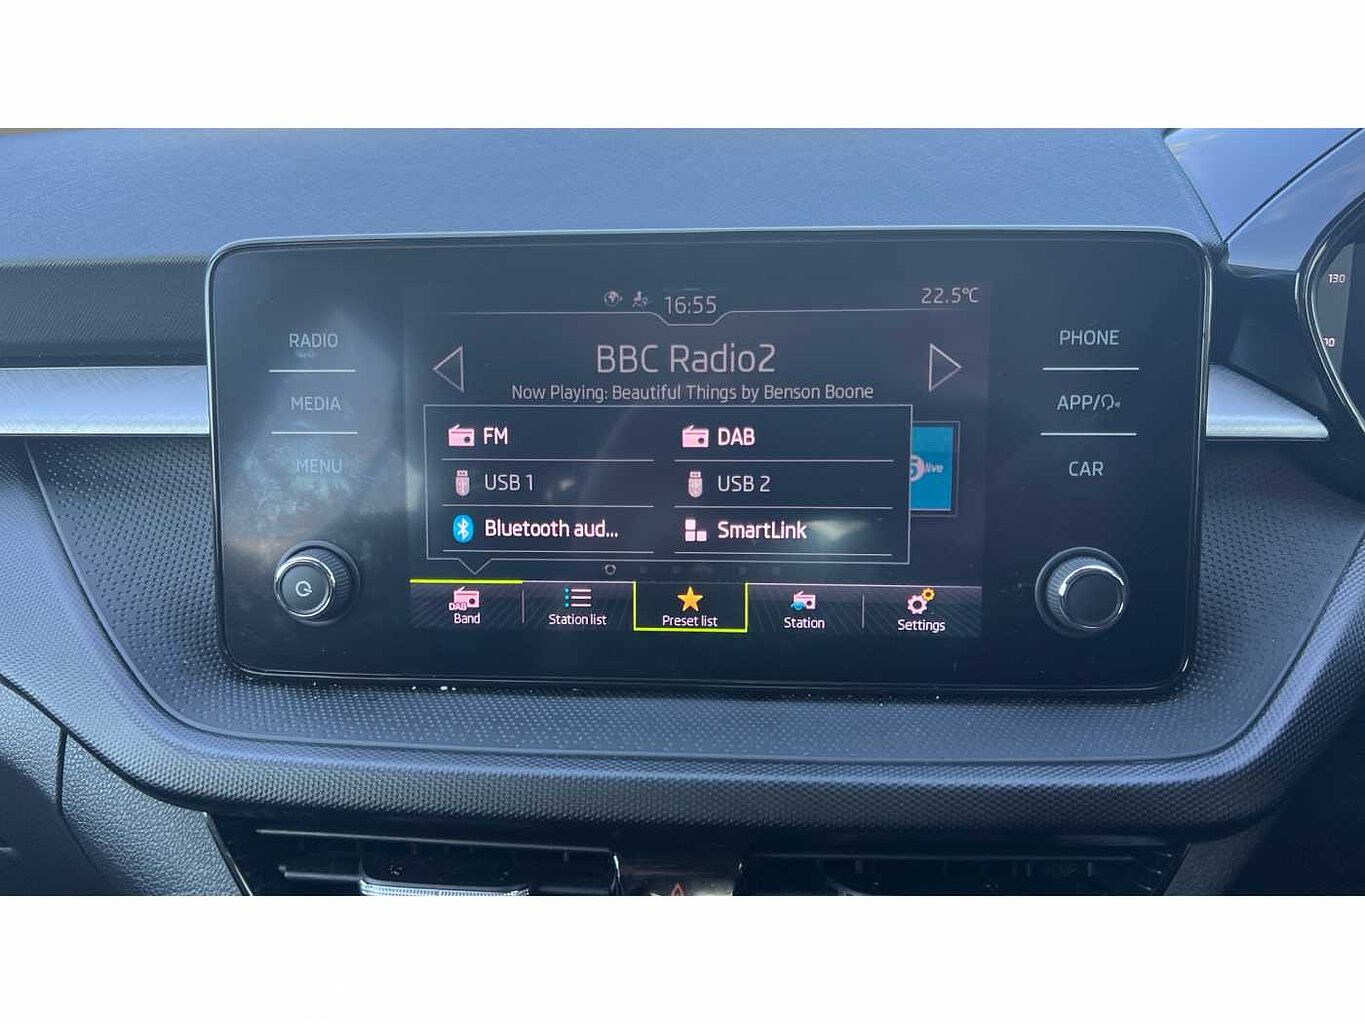 16:55
22.5°C
RADIO
MEDIA
MENU
BBC Radio2
Now Playing: Beautiful Things by Benson Boone
FM
DAB
USB 1
USB 2
Bluetooth aud...
SmartLink
5 live
DAB
Band
Station list
Preset list
Station
Settings
PHONE
APP/
CAR
130